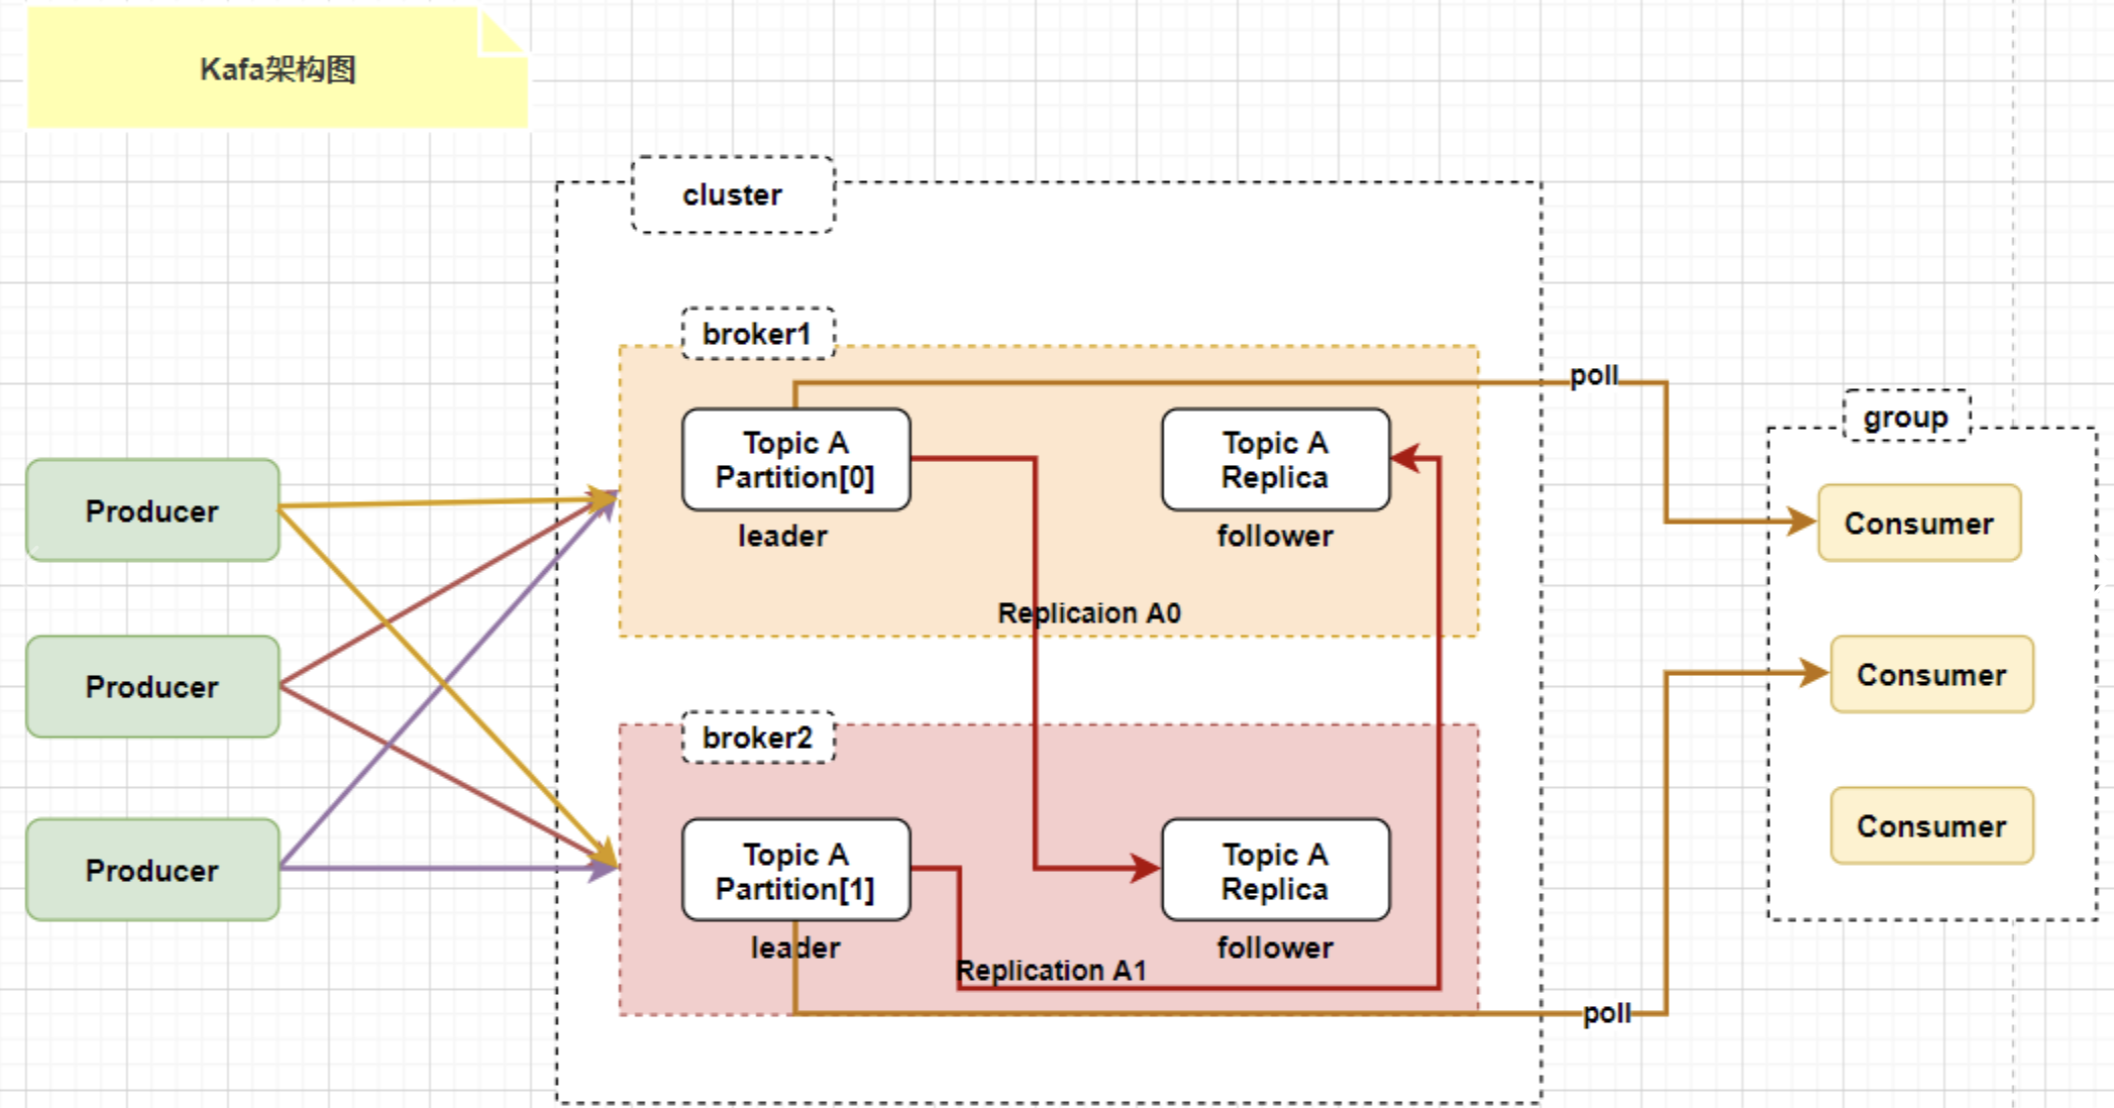 Kafa架构图
cluster
broker1
poll
Topic A
Partition[0]
leader
Topic A
Replica
follower
Replicaion A0
group
Producer
Producer
Producer
Consumer
Consumer
Consumer
broker2
Topic A
Partition[1]
leader
Topic A
Replica
follower
Replication A1
poll